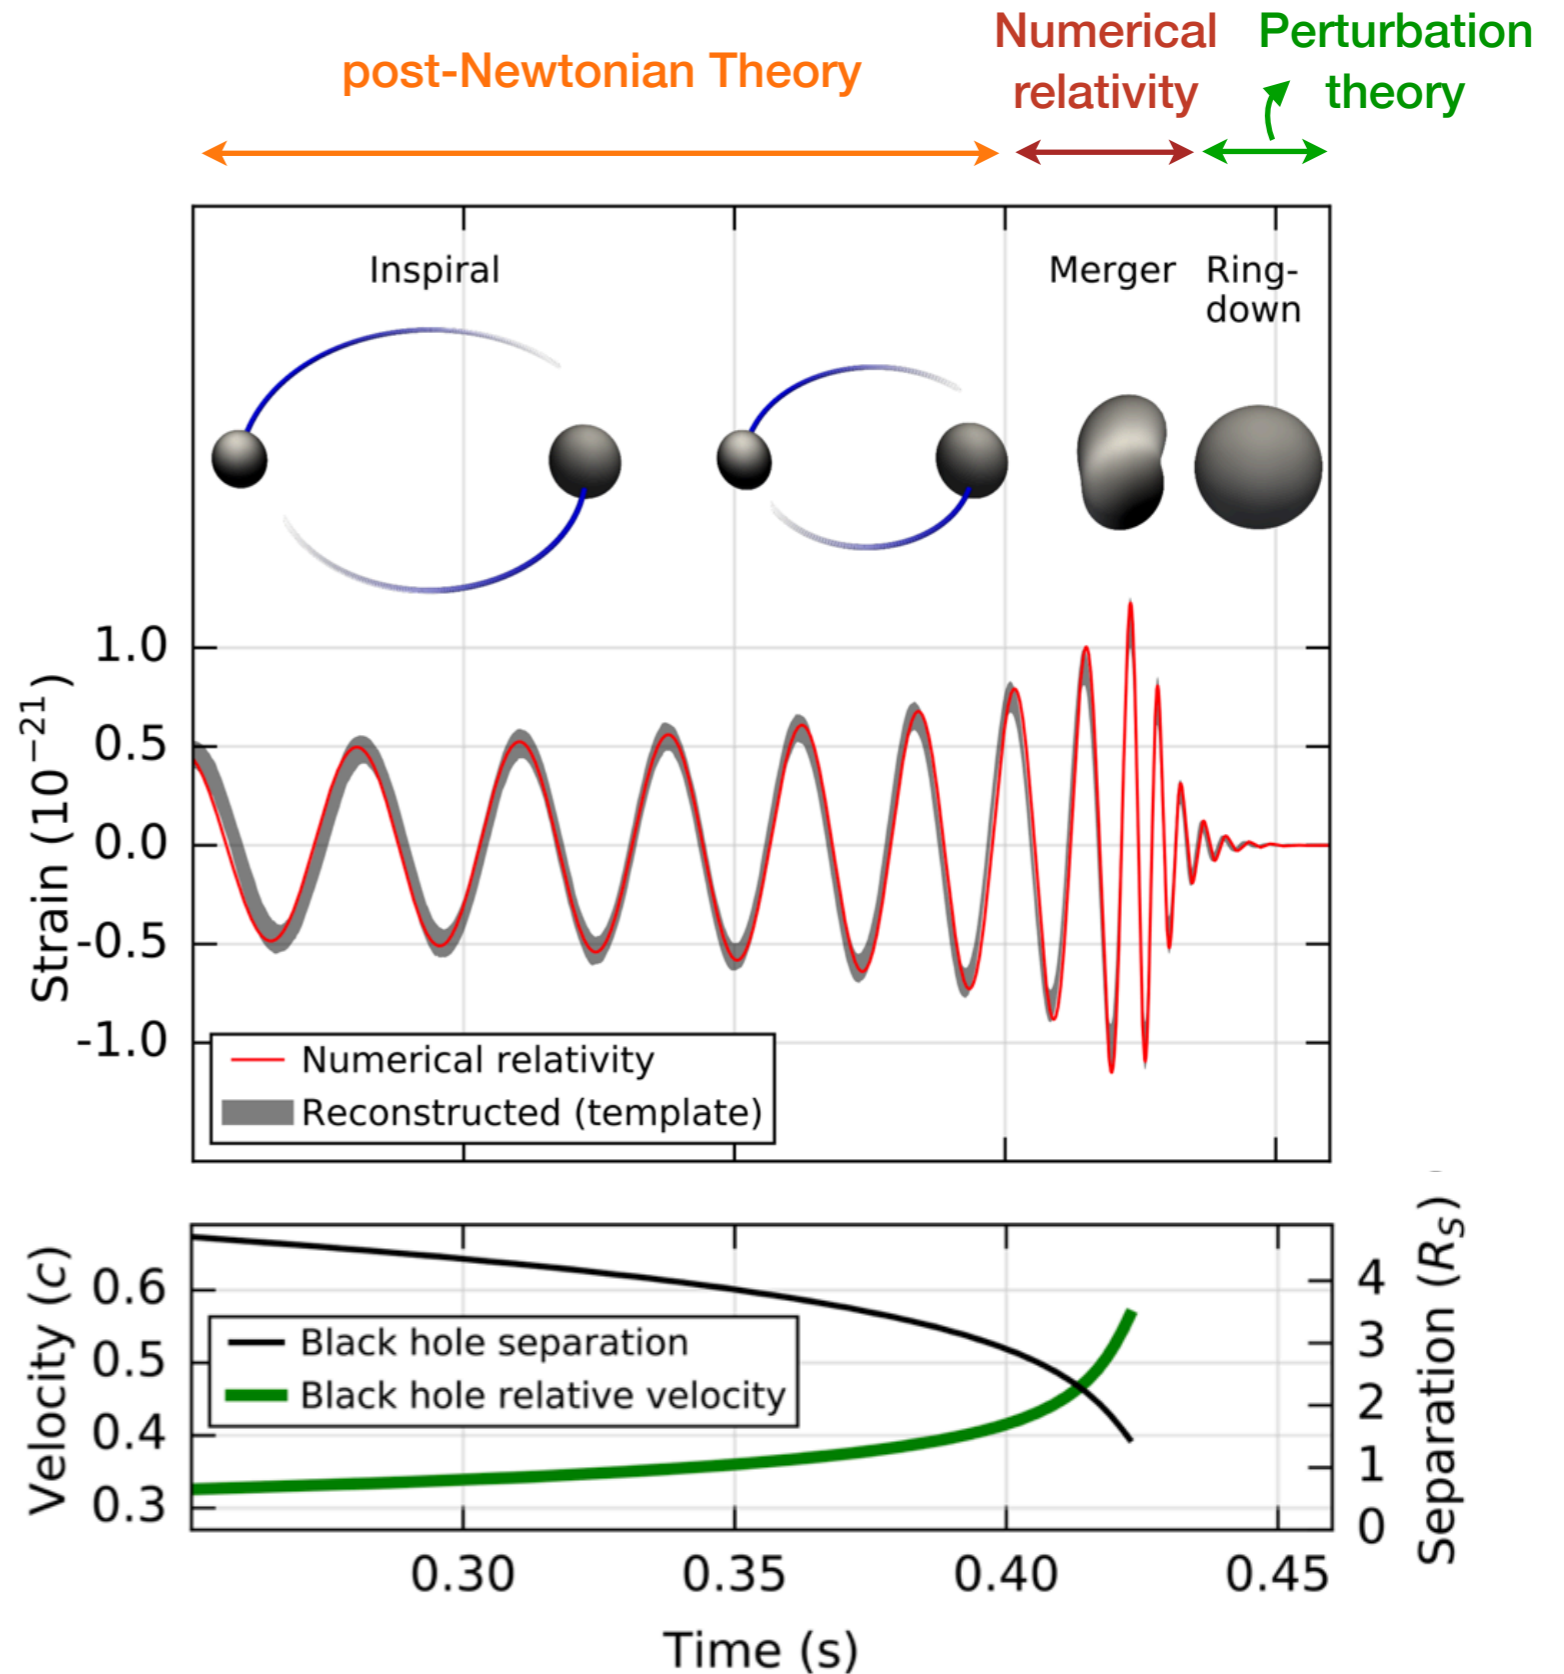 post-Newtonian Theory
Numerical
relativity
Perturbation
theory
Inspiral
Merger
Ring-
down
Strain (10⁻²¹)
1.0
0.5
0.0
-0.5
-1.0
Numerical relativity
Reconstructed (template)
Velocity (c)
0.6
0.5
0.4
0.3
Black hole separation
Black hole relative velocity
4
3
2
1
0
Separation (R_S)
0.30
0.35
0.40
0.45
Time (s)